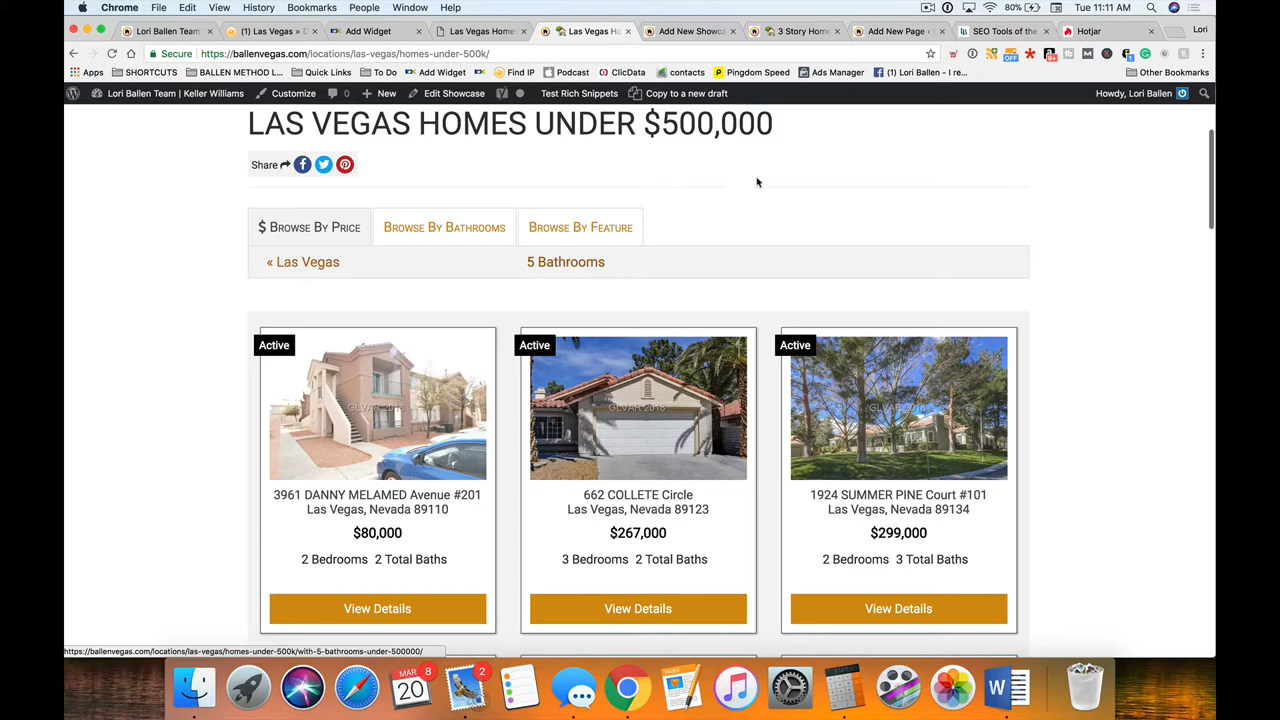 Chrome File Edit View History Bookmarks People Window Help 80% Tue 11:11 AM
Lori Ballen Team (1) Las Vegas » D Add Widget Las Vegas Home Las Vegas Ho Add New Showca 3 Story Home Add New Page SEO Tools of the Hotjar Lori
Secure https://ballenvegas.com/locations/las-vegas/homes-under-500k/
Apps SHORTCUTS BALLEN METHOD L... Quick Links To Do Add Widget Find IP Podcast ClicData contacts Pingdom Speed Ads Manager (1) Lori Ballen - I re... Other Bookmarks
Lori Ballen Team | Keller Williams Customize 0 New Edit Showcase Test Rich Snippets Copy to a new draft Howdy, Lori Ballen
LAS VEGAS HOMES UNDER $500,000
Share
$ Browse By Price Browse By Bathrooms Browse By Feature
« Las Vegas 5 Bathrooms
Active Active Active
GLVAR 2018 GLVAR 2018 GLVAR 2018
3961 DANNY MELAMED Avenue #201
Las Vegas, Nevada 89110
$80,000
2 Bedrooms 2 Total Baths
View Details
662 COLLETE Circle
Las Vegas, Nevada 89123
$267,000
3 Bedrooms 2 Total Baths
View Details
1924 SUMMER PINE Court #101
Las Vegas, Nevada 89134
$299,000
2 Bedrooms 3 Total Baths
View Details
https://ballenvegas.com/locations/las-vegas/homes-under-500k/with-5-bathrooms-under-500000/
MAR 8 2
20
W